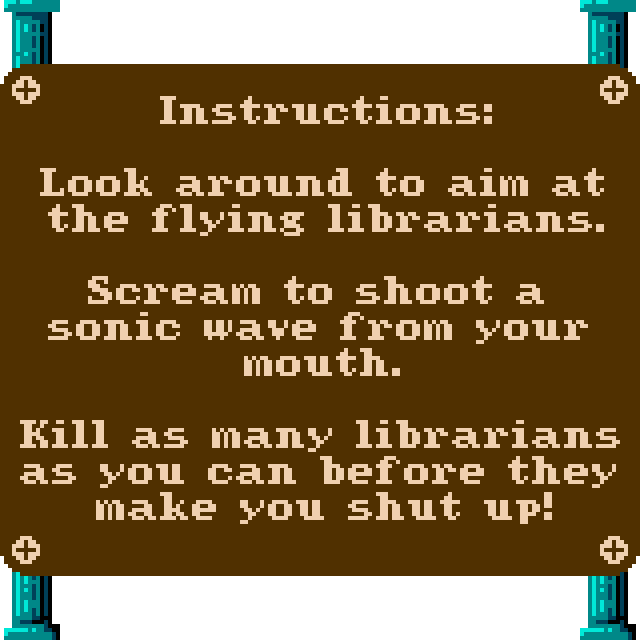 Instructions:
Look around to aim at
the flying librarians.
Scream to shoot a
sonic wave from your
mouth.
Kill as many librarians
as you can before they
make you shut up!